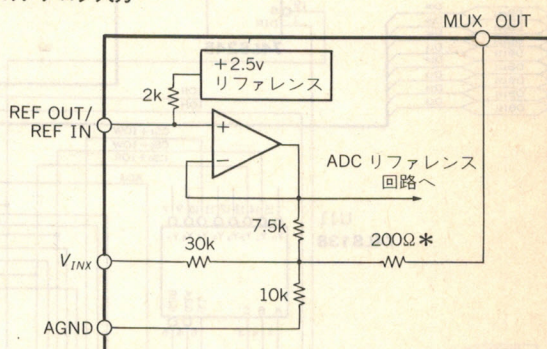 MUX OUT
+2.5v
リファレンス
2k
REF OUT/
REF IN
+
−
ADC リファレンス
回路へ
7.5k
200Ω*
30k
VINX
10k
AGND